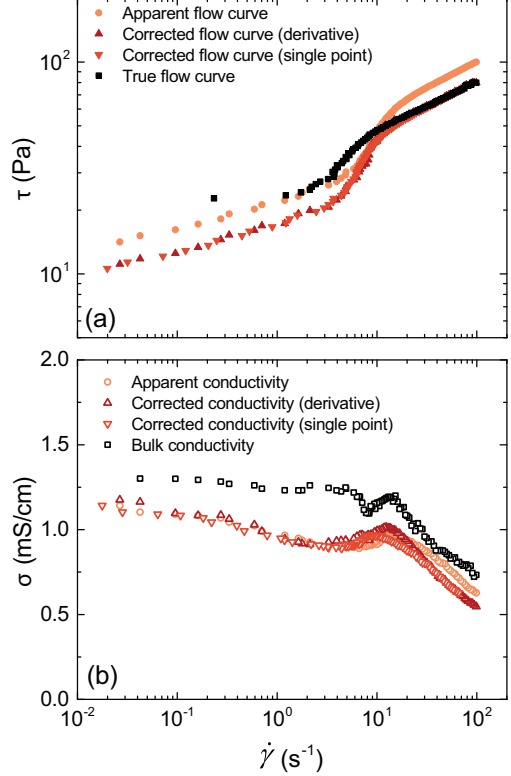 Apparent flow curve
Corrected flow curve (derivative)
Corrected flow curve (single point)
True flow curve
10²
10¹
τ (Pa)
(a)
2.0
1.5
1.0
0.5
0.0
σ (mS/cm)
Apparent conductivity
Corrected conductivity (derivative)
Corrected conductivity (single point)
Bulk conductivity
(b)
10⁻² 10⁻¹ 10⁰ 10¹ 10²
γ̇ (s⁻¹)